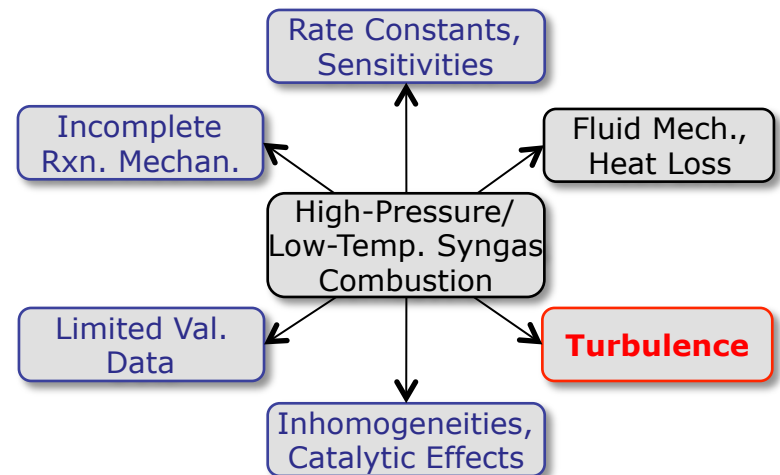 Rate Constants,
Sensitivities
Incomplete
Rxn. Mechan.
Fluid Mech.,
Heat Loss
High-Pressure/
Low-Temp. Syngas
Combustion
Limited Val.
Data
Turbulence
Inhomogeneities,
Catalytic Effects